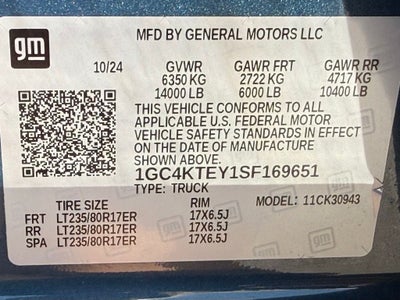 gm
MFD BY GENERAL MOTORS LLC
10/24 GVWR GAWR FRT GAWR RR
6350 KG 2722 KG 4717 KG
14000 LB 6000 LB 10400 LB
THIS VEHICLE CONFORMS TO ALL
APPLICABLE U.S. FEDERAL MOTOR
VEHICLE SAFETY STANDARDS IN EFFECT
ON THE DATE OF MANUFACTURE
SHOWN ABOVE.
1GC4KTEY1SF169651
TYPE: TRUCK
TIRE SIZE RIM MODEL: 11CK30943
FRT LT235/80R17ER 17X6.5J
RR LT235/80R17ER 17X6.5J
SPA LT235/80R17ER 17X6.5J